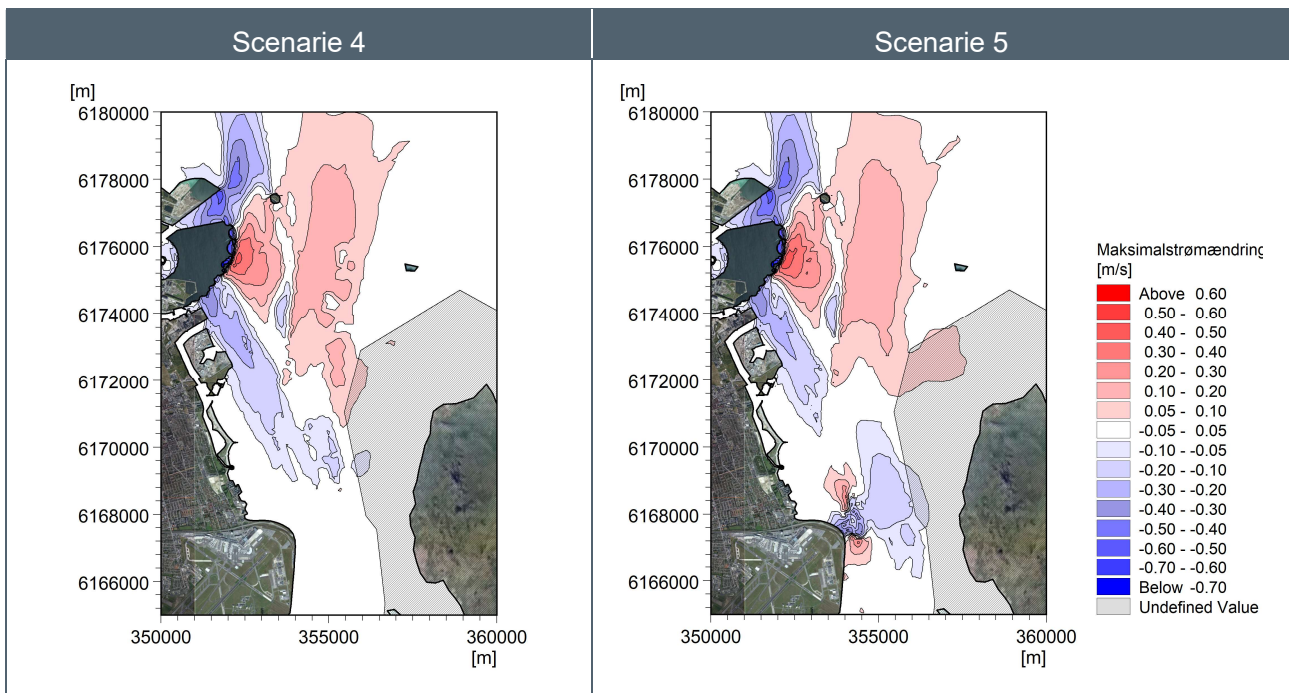 Scenarie 4
Scenarie 5
[m]
6180000
6178000
6176000
6174000
6172000
6170000
6168000
6166000
350000
355000
360000
[m]
[m]
6180000
6178000
6176000
6174000
6172000
6170000
6168000
6166000
350000
355000
360000
[m]
Maksimalstrømændring
[m/s]
Above 0.60
0.50 - 0.60
0.40 - 0.50
0.30 - 0.40
0.20 - 0.30
0.10 - 0.20
0.05 - 0.10
-0.05 - 0.05
-0.10 - -0.05
-0.20 - -0.10
-0.30 - -0.20
-0.40 - -0.30
-0.50 - -0.40
-0.60 - -0.50
-0.70 - -0.60
Below -0.70
Undefined Value